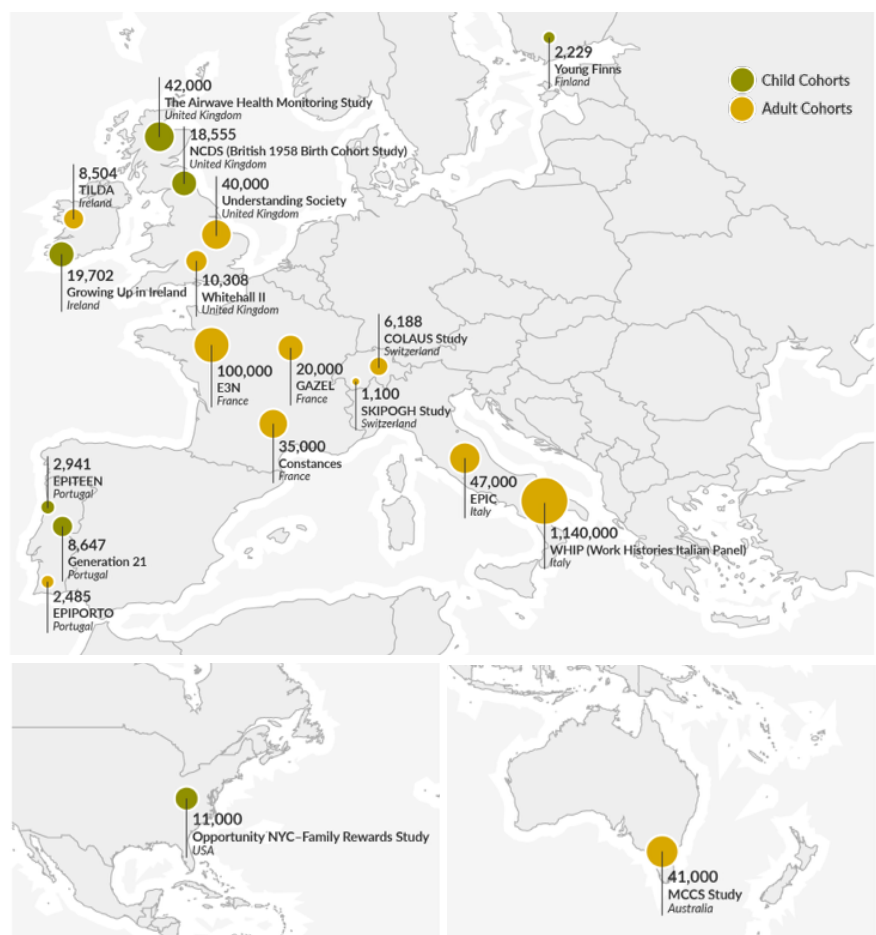 2,229
Young Finns
Finland
Child Cohorts
Adult Cohorts
42,000
The Airwave Health Monitoring Study
United Kingdom
18,555
NCDS (British 1958 Birth Cohort Study)
United Kingdom
8,504
TILDA
Ireland
40,000
Understanding Society
United Kingdom
19,702
Growing Up in Ireland
Ireland
10,308
Whitehall II
United Kingdom
6,188
COLAUS Study
Switzerland
100,000
E3N
France
20,000
GAZEL
France
1,100
SKIPOGH Study
Switzerland
35,000
Constances
France
2,941
EPITEEN
Portugal
47,000
EPIC
Italy
1,140,000
WHIP (Work Histories Italian Panel)
Italy
8,647
Generation 21
Portugal
2,485
EPIPORTO
Portugal
11,000
Opportunity NYC–Family Rewards Study
USA
41,000
MCCS Study
Australia